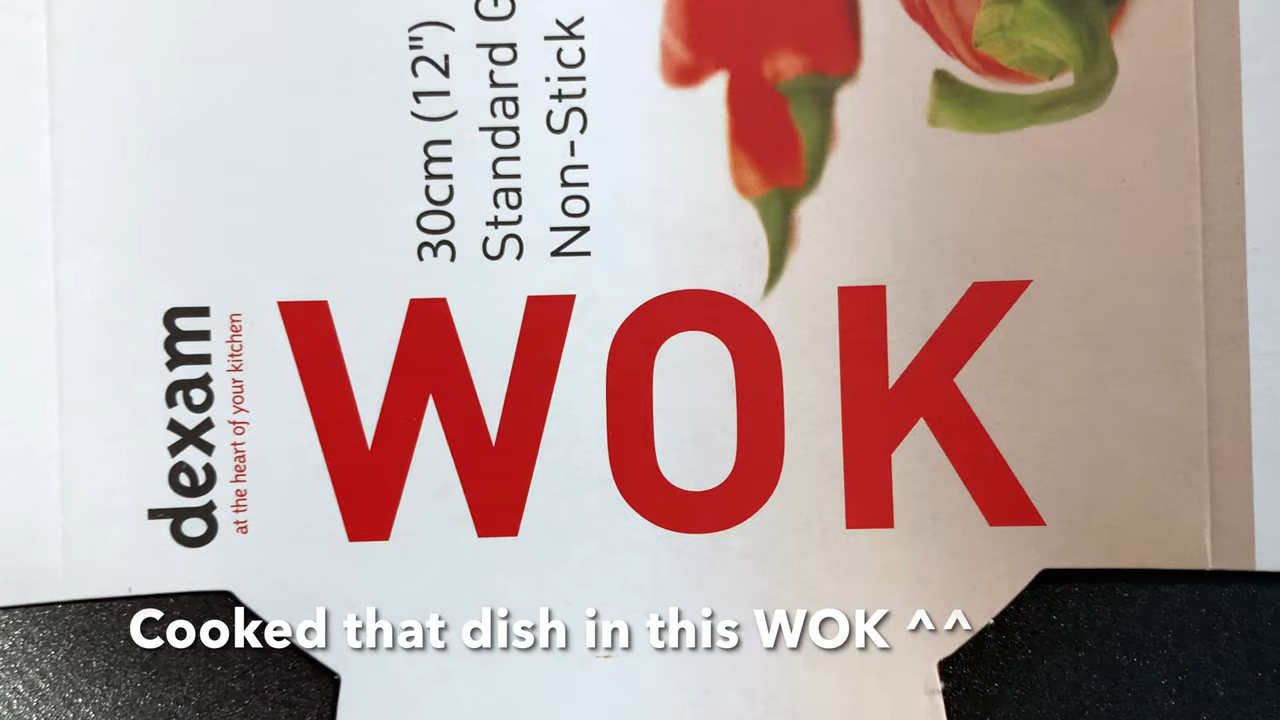 30cm (12")
Standard G
Non-Stick
dexam
at the heart of your kitchen
WOK
Cooked that dish in this WOK ^^